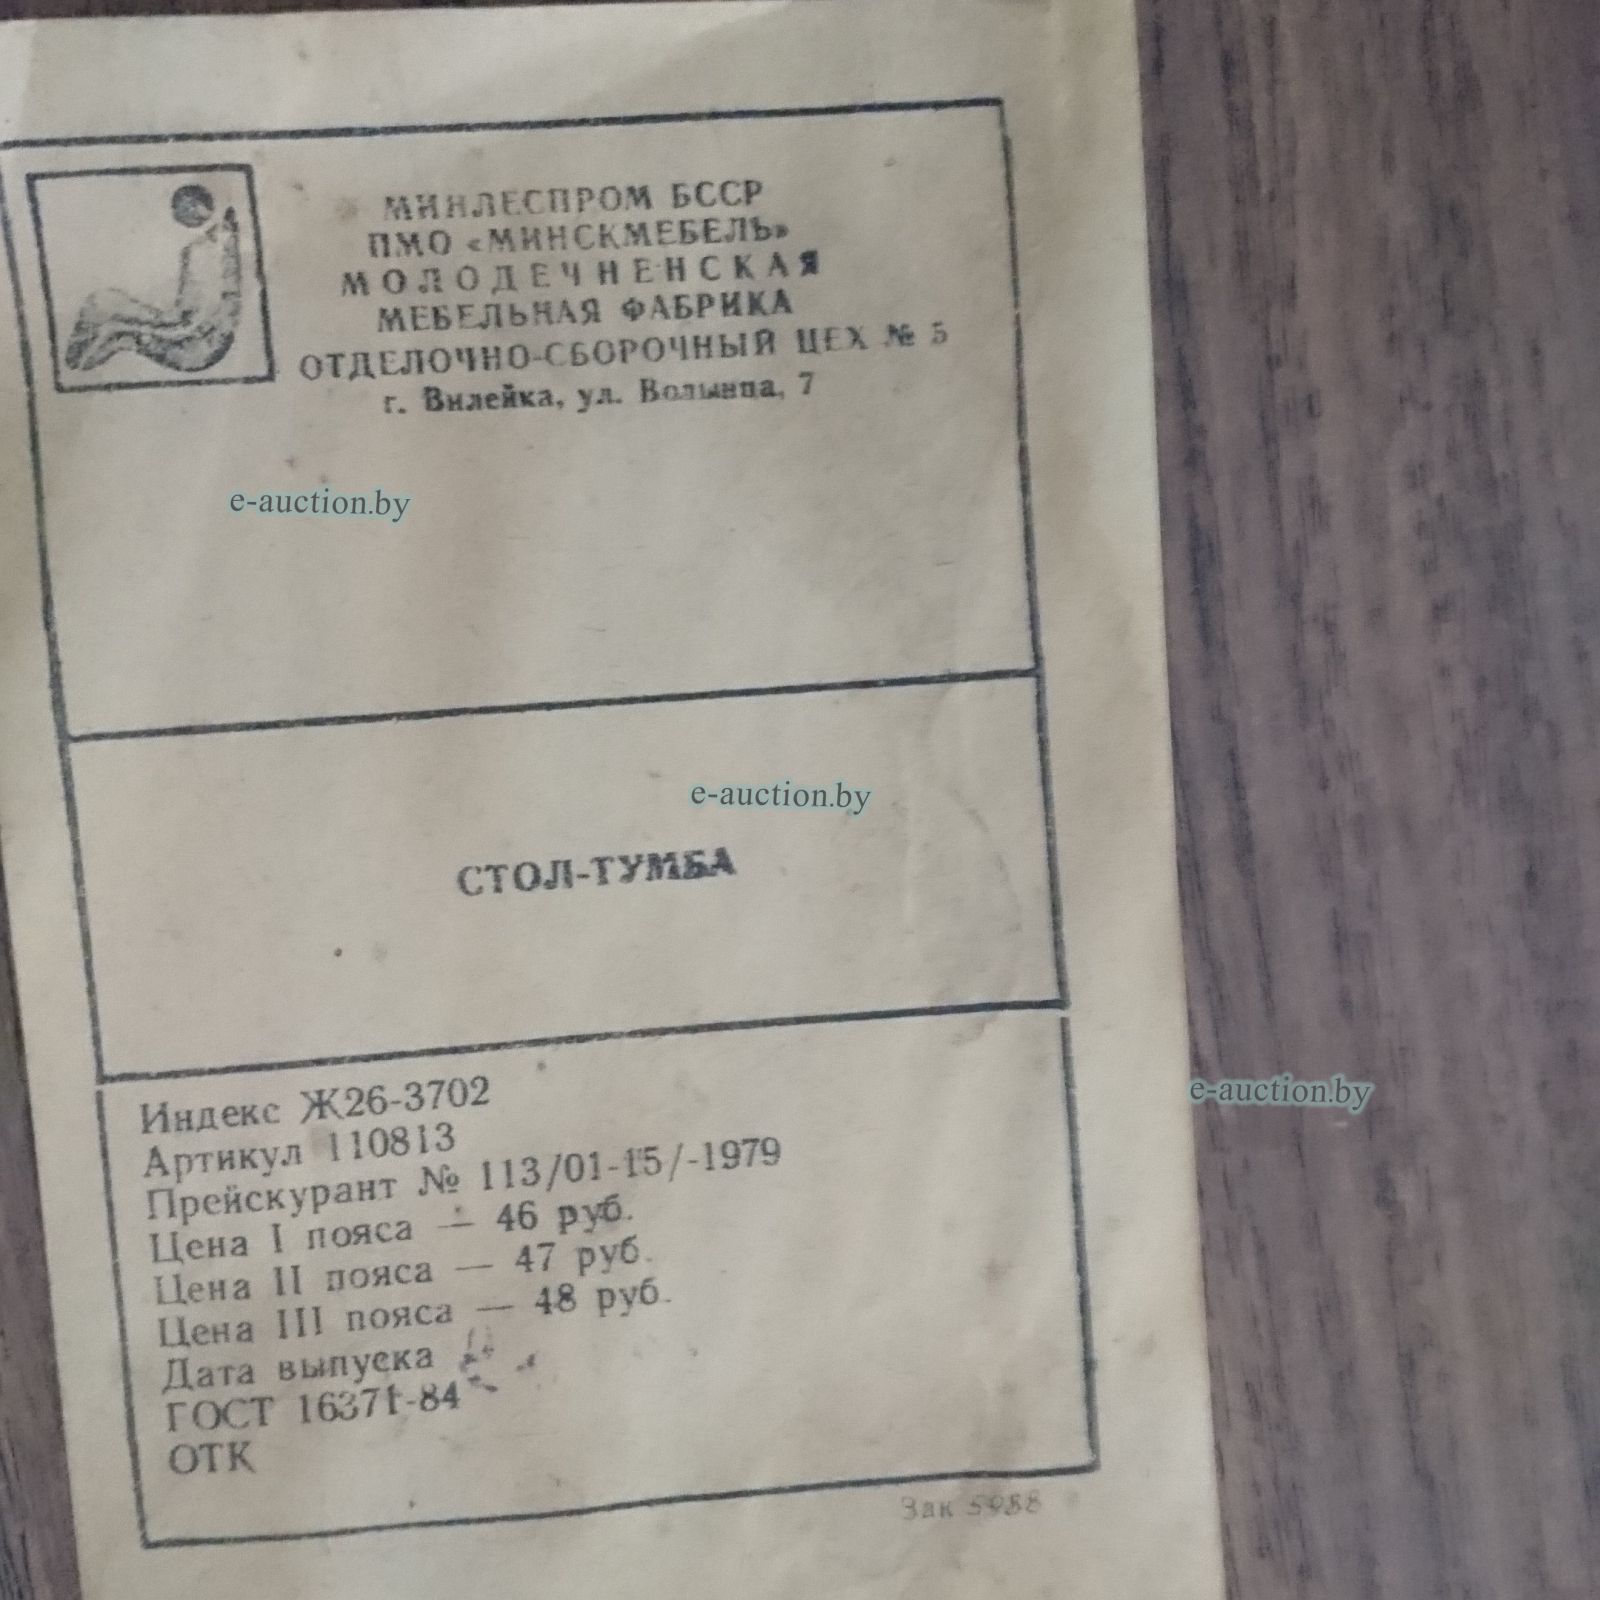 МИНЛЕСПРОМ БССР
ПМО «МИНСКМЕБЕЛЬ»
МОЛОДЕЧНЕНСКАЯ
МЕБЕЛЬНАЯ ФАБРИКА
ОТДЕЛОЧНО-СБОРОЧНЫЙ ЦЕХ № 5
г. Вилейка, ул. Волынца, 7
e-auction.by
e-auction.by
СТОЛ-ТУМБА
e-auction.by
Индекс Ж26-3702
Артикул 110813
Прейскурант № 113/01-15/-1979
Цена I пояса — 46 руб.
Цена II пояса — 47 руб.
Цена III пояса — 48 руб.
Дата выпуска
ГОСТ 16371-84
ОТК
Зак